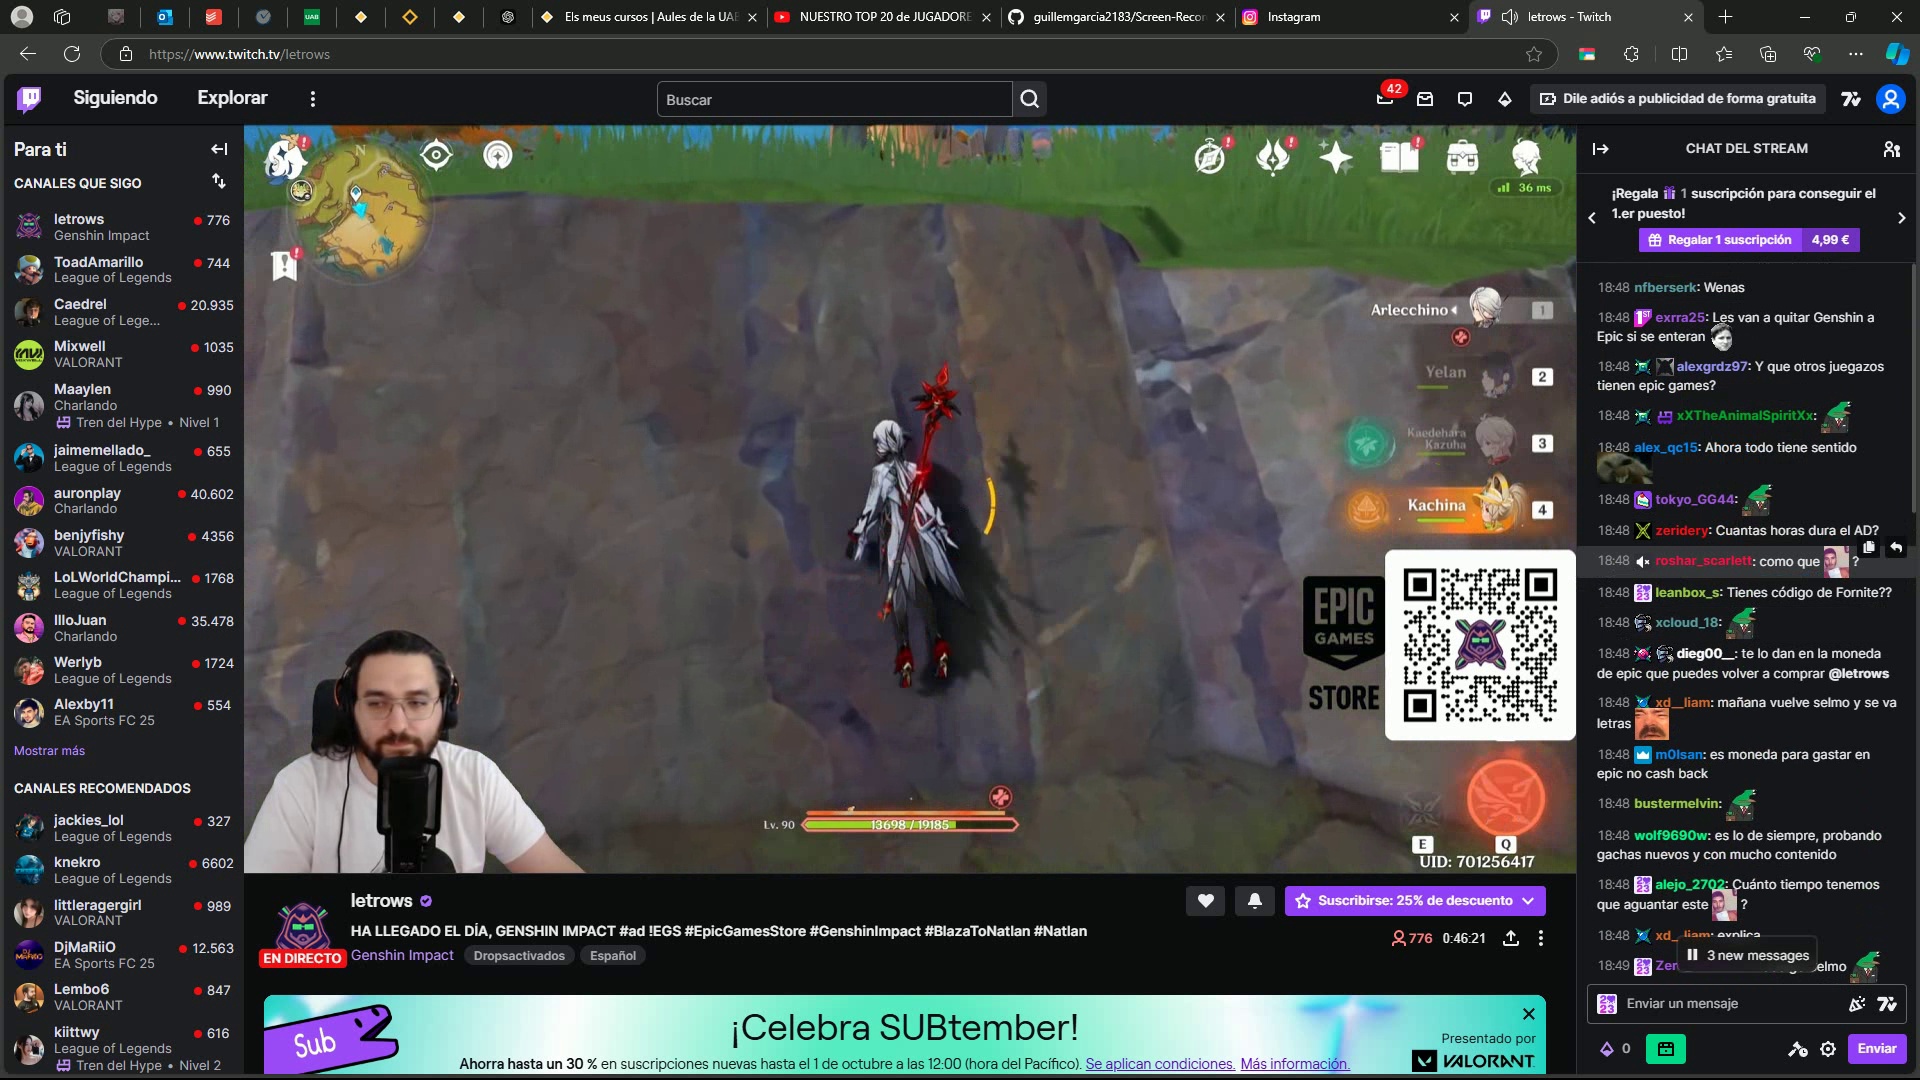 Els meus cursos | Aules de la UAB
NUESTRO TOP 20 de JUGADORE
guillemgarcia2183/Screen-Recor
Instagram
letrows - Twitch
https://www.twitch.tv/letrows
Siguiendo
Explorar
Buscar
42
Dile adiós a publicidad de forma gratuita
Para ti
CANALES QUE SIGO
letrows 776
Genshin Impact
ToadAmarillo 744
League of Legends
Caedrel 20.935
League of Lege...
Mixwell 1035
VALORANT
Maaylen 990
Charlando
Tren del Hype • Nivel 1
jaimemellado_ 655
League of Legends
auronplay 40.602
Charlando
benjyfishy 4356
VALORANT
LoLWorldChampi... 1768
League of Legends
IlloJuan 35.478
Charlando
Werlyb 1724
League of Legends
Alexby11 554
EA Sports FC 25
Mostrar más
CANALES RECOMENDADOS
jackies_lol 327
League of Legends
knekro 6602
League of Legends
littleragergirl 989
VALORANT
DjMaRiiO 12.563
EA Sports FC 25
Lembo6 847
VALORANT
kiittwy 616
League of Legends
Tren del Hype • Nivel 2
N
36 ms
Arlecchino 1
Yelan 2
Kaedehara
Kazuha 3
Kachina 4
EPIC
GAMES
STORE
Lv. 90 13698 / 19185
E Q
UID: 701256417
letrows
HA LLEGADO EL DÍA, GENSHIN IMPACT #ad !EGS #EpicGamesStore #GenshinImpact #BlazaToNatlan #Natlan
EN DIRECTO
Genshin Impact Dropsactivados Español
Suscribirse: 25% de descuento
776 0:46:21
Sub
¡Celebra SUBtember!
Ahorra hasta un 30 % en suscripciones nuevas hasta el 1 de octubre a las 12:00 (hora del Pacífico). Se aplican condiciones. Más información.
Presentado por
VALORANT
CHAT DEL STREAM
¡Regala 1 suscripción para conseguir el
1.er puesto!
Regalar 1 suscripción 4,99 €
18:48 nfberserk: Wenas
18:48 1ST exrra25: Les van a quitar Genshin a
Epic si se enteran
18:48 alexgrdz97: Y que otros juegazos
tienen epic games?
18:48 xXTheAnimalSpiritXx:
18:48 alex_qc15: Ahora todo tiene sentido
18:48 tokyo_GG44:
18:48 zeridery: Cuantas horas dura el AD?
18:48 roshar_scarlett: como que ?
18:48 leanbox_s: Tienes código de Fornite??
18:48 xcloud_18:
18:48 dieg00__: te lo dan en la moneda
de epic que puedes volver a comprar @letrows
18:48 xd__liam: mañana vuelve selmo y se va
letras
18:48 m0lsan: es moneda para gastar en
epic no cash back
18:48 bustermelvin:
18:48 wolf9690w: es lo de siempre, probando
gachas nuevos y con mucho contenido
18:48 alejo_2702: Cuánto tiempo tenemos
que aguantar este ?
18:48 xd__liam: explica
3 new messages
18:49 Zer elmo
Enviar un mensaje
0
Enviar